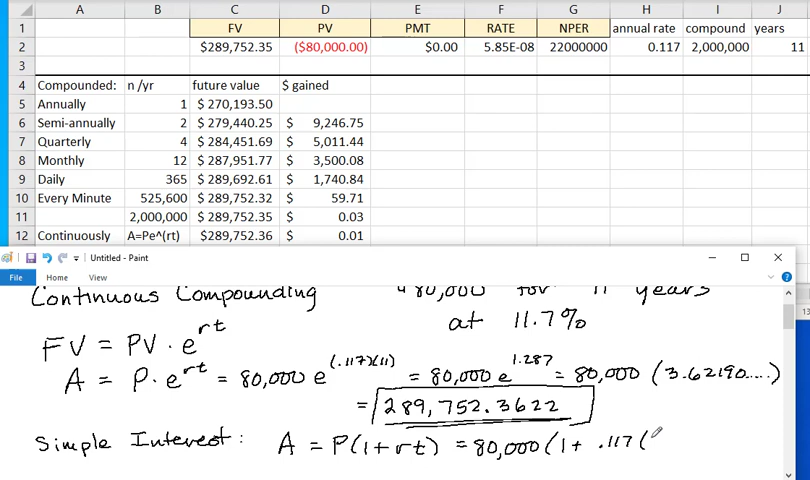 A B C D E F G H I J
1 FV PV PMT RATE NPER annual rate compound years
2 $289,752.35 ($80,000.00) $0.00 5.85E-08 22000000 0.117 2,000,000 11
3
4 Compounded: n /yr future value $ gained
5 Annually 1 $ 270,193.50
6 Semi-annually 2 $ 279,440.25 $ 9,246.75
7 Quarterly 4 $ 284,451.69 $ 5,011.44
8 Monthly 12 $ 287,951.77 $ 3,500.08
9 Daily 365 $ 289,692.61 $ 1,740.84
10 Every Minute 525,600 $ 289,752.32 $ 59.71
11 2,000,000 $ 289,752.35 $ 0.03
12 Continuously A=Pe^(rt) $289,752.36 $ 0.01
Untitled - Paint
File Home View
Continuous Compounding $80,000 for 11 years
at 11.7%
FV = PV · e^rt
A = P · e^rt = 80,000 e^(.117)(11) = 80,000 e^1.287 = 80,000 (3.62190....)
= 289,752.3622
Simple Interest: A = P(1+rt) = 80,000(1+ .117(